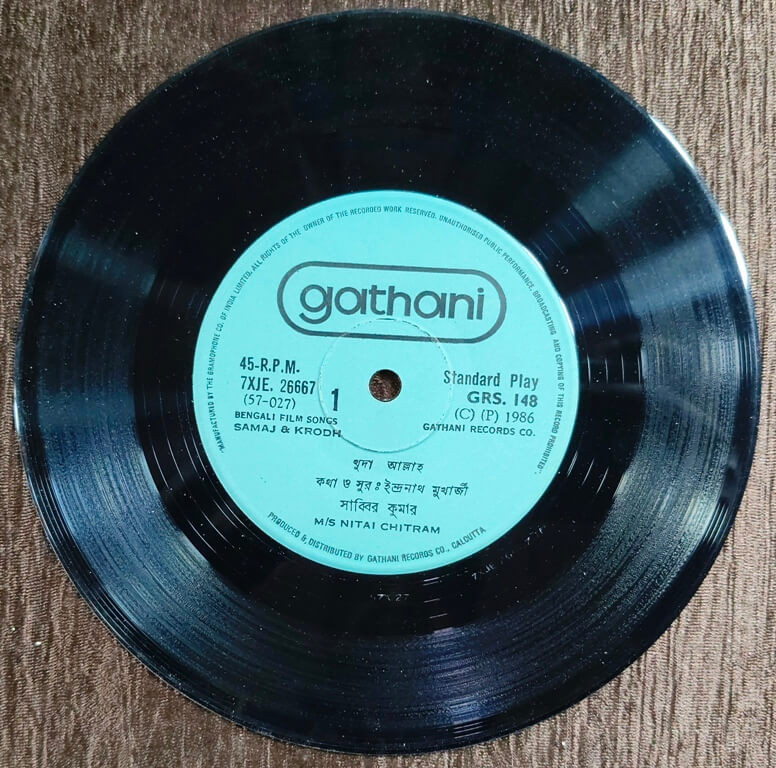 "MANUFACTURED BY THE GRAMOPHONE CO. OF INDIA LIMITED. ALL RIGHTS OF THE OWNER OF THE RECORDED WORK RESERVED. UNAUTHORISED PUBLIC PERFORMANCE, BROADCASTING AND COPYING OF THIS RECORD PROHIBITED".
gathani
45-R.P.M.
7XJE. 26667
(57-027)
1
BENGALI FILM SONGS
SAMAJ & KRODH
Standard Play
GRS. 148
(C) (P) 1986
GATHANI RECORDS CO.
খুদা আল্লাহ
কথা ও সুর : ইন্দ্রনাথ মুখার্জী
সাব্বির কুমার
M/S NITAI CHITRAM
PRODUCED & DISTRIBUTED BY GATHANI RECORDS CO., CALCUTTA